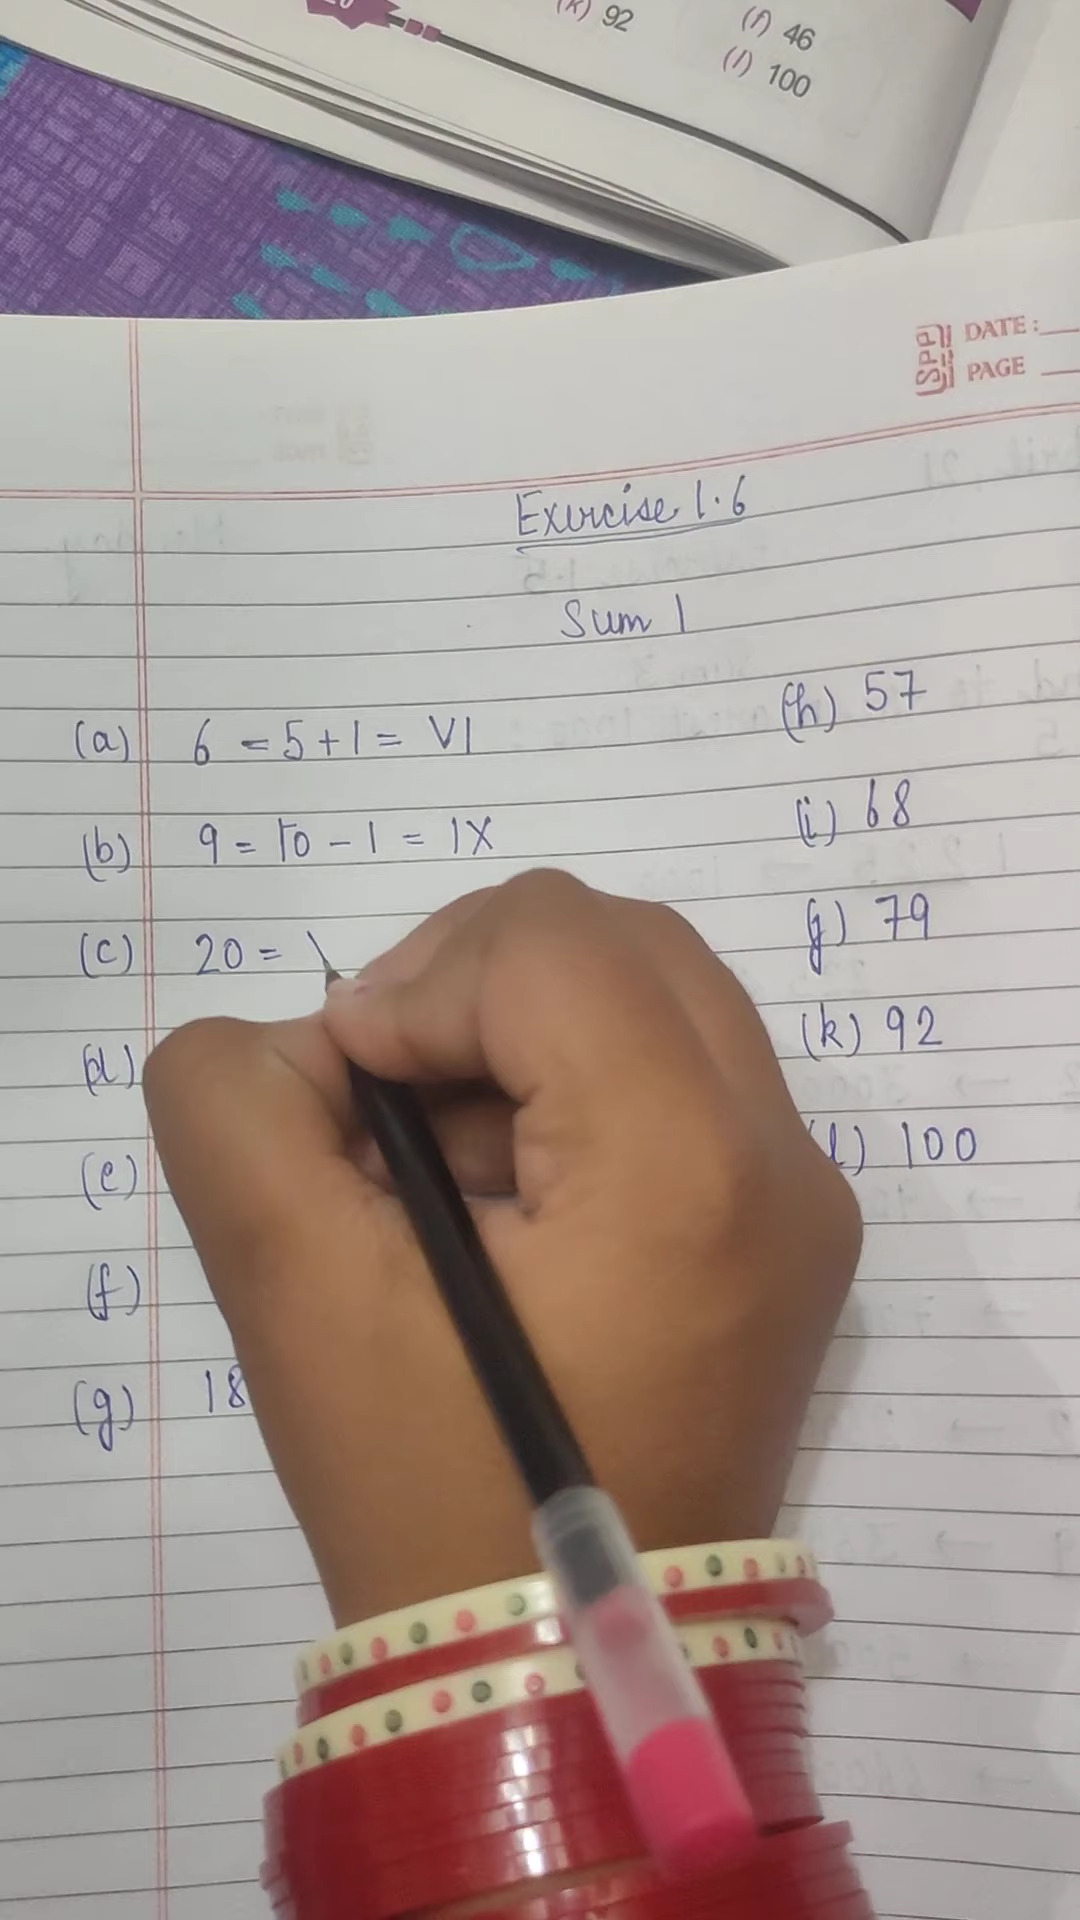 (k) 92
(f) 46
(l) 100
DATE :
PAGE
Exercise 1.6
Sum 1
(a) 6 = 5+1 = VI
(b) 9 = 10 - 1 = IX
(c) 20 =
(d)
(e)
(f)
(g) 18
(h) 57
(i) 68
(j) 79
(k) 92
(l) 100